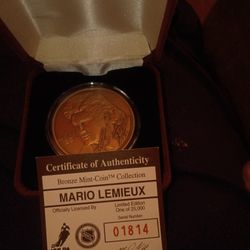 Certificate of Authenticity
Bronze Mint-Coin™ Collection
MARIO LEMIEUX
Officially Licensed By
Limited Edition
One of 25,000
Serial Number
01814